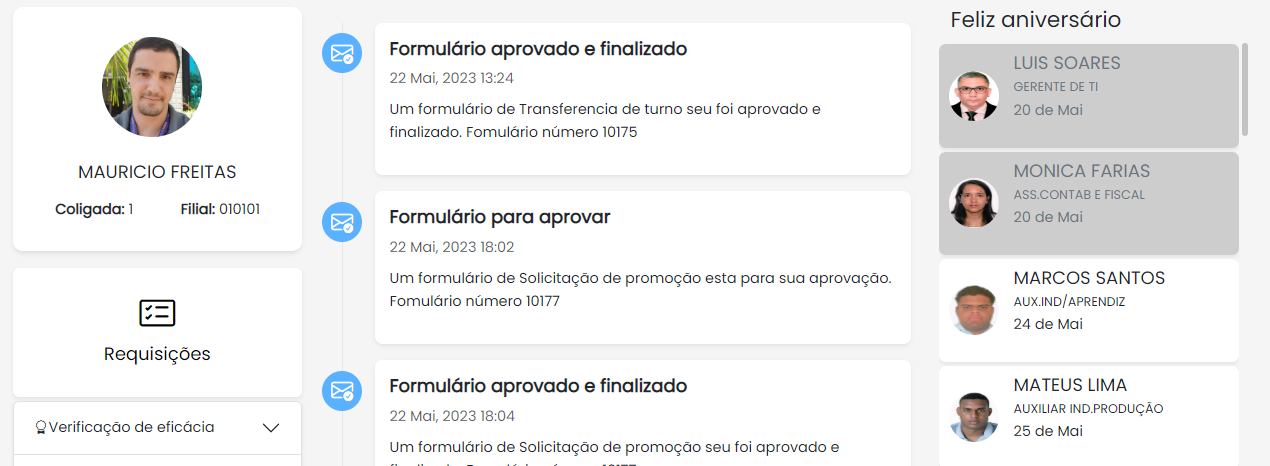 MAURICIO FREITAS
Coligada: 1 Filial: 010101
Requisições
Verificação de eficácia
Formulário aprovado e finalizado
22 Mai, 2023 13:24
Um formulário de Transferencia de turno seu foi aprovado e
finalizado. Fomulário número 10175
Formulário para aprovar
22 Mai, 2023 18:02
Um formulário de Solicitação de promoção esta para sua aprovação.
Fomulário número 10177
Formulário aprovado e finalizado
22 Mai, 2023 18:04
Um formulário de Solicitação de promoção seu foi aprovado e
Feliz aniversário
LUIS SOARES
GERENTE DE TI
20 de Mai
MONICA FARIAS
ASS.CONTAB E FISCAL
20 de Mai
MARCOS SANTOS
AUX.IND/APRENDIZ
24 de Mai
MATEUS LIMA
AUXILIAR IND.PRODUÇÃO
25 de Mai